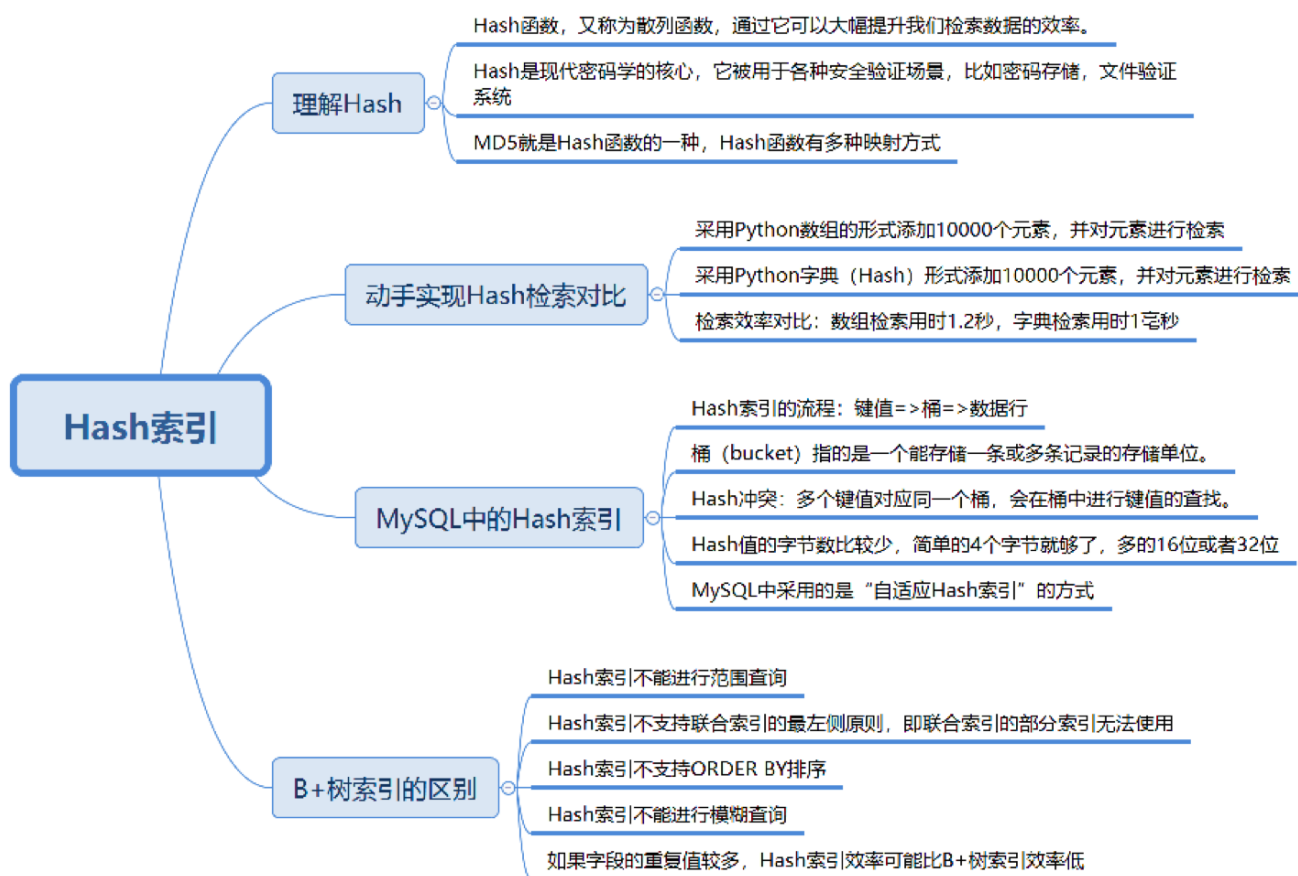 Hash函数，又称为散列函数，通过它可以大幅提升我们检索数据的效率。
理解Hash
Hash是现代密码学的核心，它被用于各种安全验证场景，比如密码存储，文件验证
系统
MD5就是Hash函数的一种，Hash函数有多种映射方式
采用Python数组的形式添加10000个元素，并对元素进行检索
动手实现Hash检索对比
采用Python字典（Hash）形式添加10000个元素，并对元素进行检索
检索效率对比：数组检索用时1.2秒，字典检索用时1毫秒
Hash索引
Hash索引的流程：键值=>桶=>数据行
桶（bucket）指的是一个能存储一条或多条记录的存储单位。
MySQL中的Hash索引
Hash冲突：多个键值对应同一个桶，会在桶中进行键值的查找。
Hash值的字节数比较少，简单的4个字节就够了，多的16位或者32位
MySQL中采用的是“自适应Hash索引”的方式
Hash索引不能进行范围查询
Hash索引不支持联合索引的最左侧原则，即联合索引的部分索引无法使用
B+树索引的区别
Hash索引不支持ORDER BY排序
Hash索引不能进行模糊查询
如果字段的重复值较多，Hash索引效率可能比B+树索引效率低